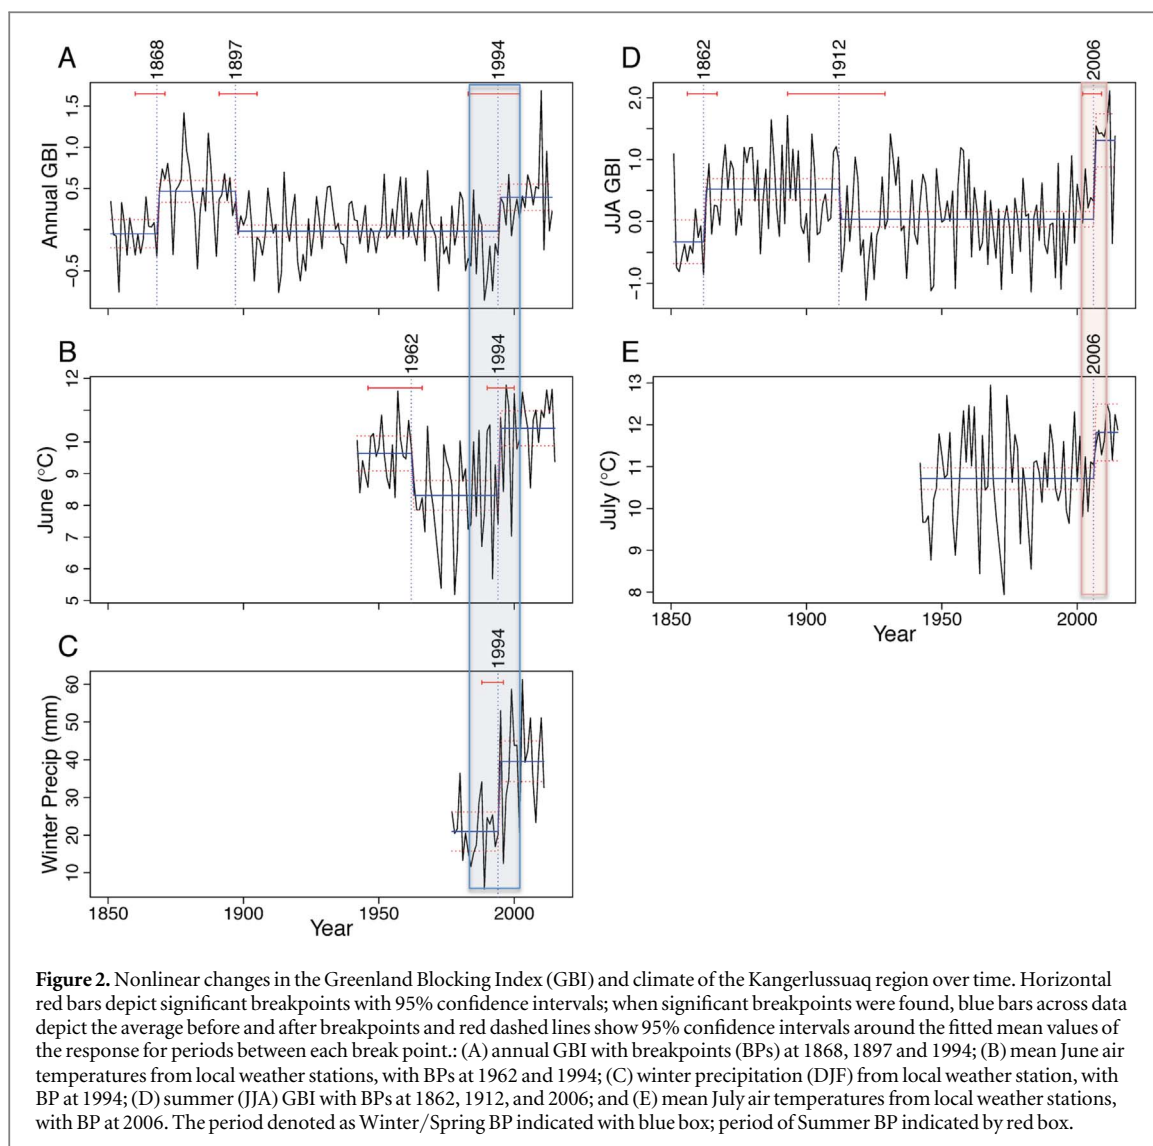 A
1868
1897
1994
Annual GBI
1.5
1.0
0.5
−0.5
D
1862
1912
2006
JJA GBI
2.0
1.0
0.0
−1.0
B
1962
1994
June (°C)
12
10
9
8
7
6
5
E
2006
July (°C)
13
12
11
10
9
8
1850
1900
1950
2000
Year
C
1994
Winter Precip (mm)
60
50
40
30
20
10
1850
1900
1950
2000
Year
Figure 2. Nonlinear changes in the Greenland Blocking Index (GBI) and climate of the Kangerlussuaq region over time. Horizontal
red bars depict significant breakpoints with 95% confidence intervals; when significant breakpoints were found, blue bars across data
depict the average before and after breakpoints and red dashed lines show 95% confidence intervals around the fitted mean values of
the response for periods between each break point.: (A) annual GBI with breakpoints (BPs) at 1868, 1897 and 1994; (B) mean June air
temperatures from local weather stations, with BPs at 1962 and 1994; (C) winter precipitation (DJF) from local weather station, with
BP at 1994; (D) summer (JJA) GBI with BPs at 1862, 1912, and 2006; and (E) mean July air temperatures from local weather stations,
with BP at 2006. The period denoted as Winter/Spring BP indicated with blue box; period of Summer BP indicated by red box.